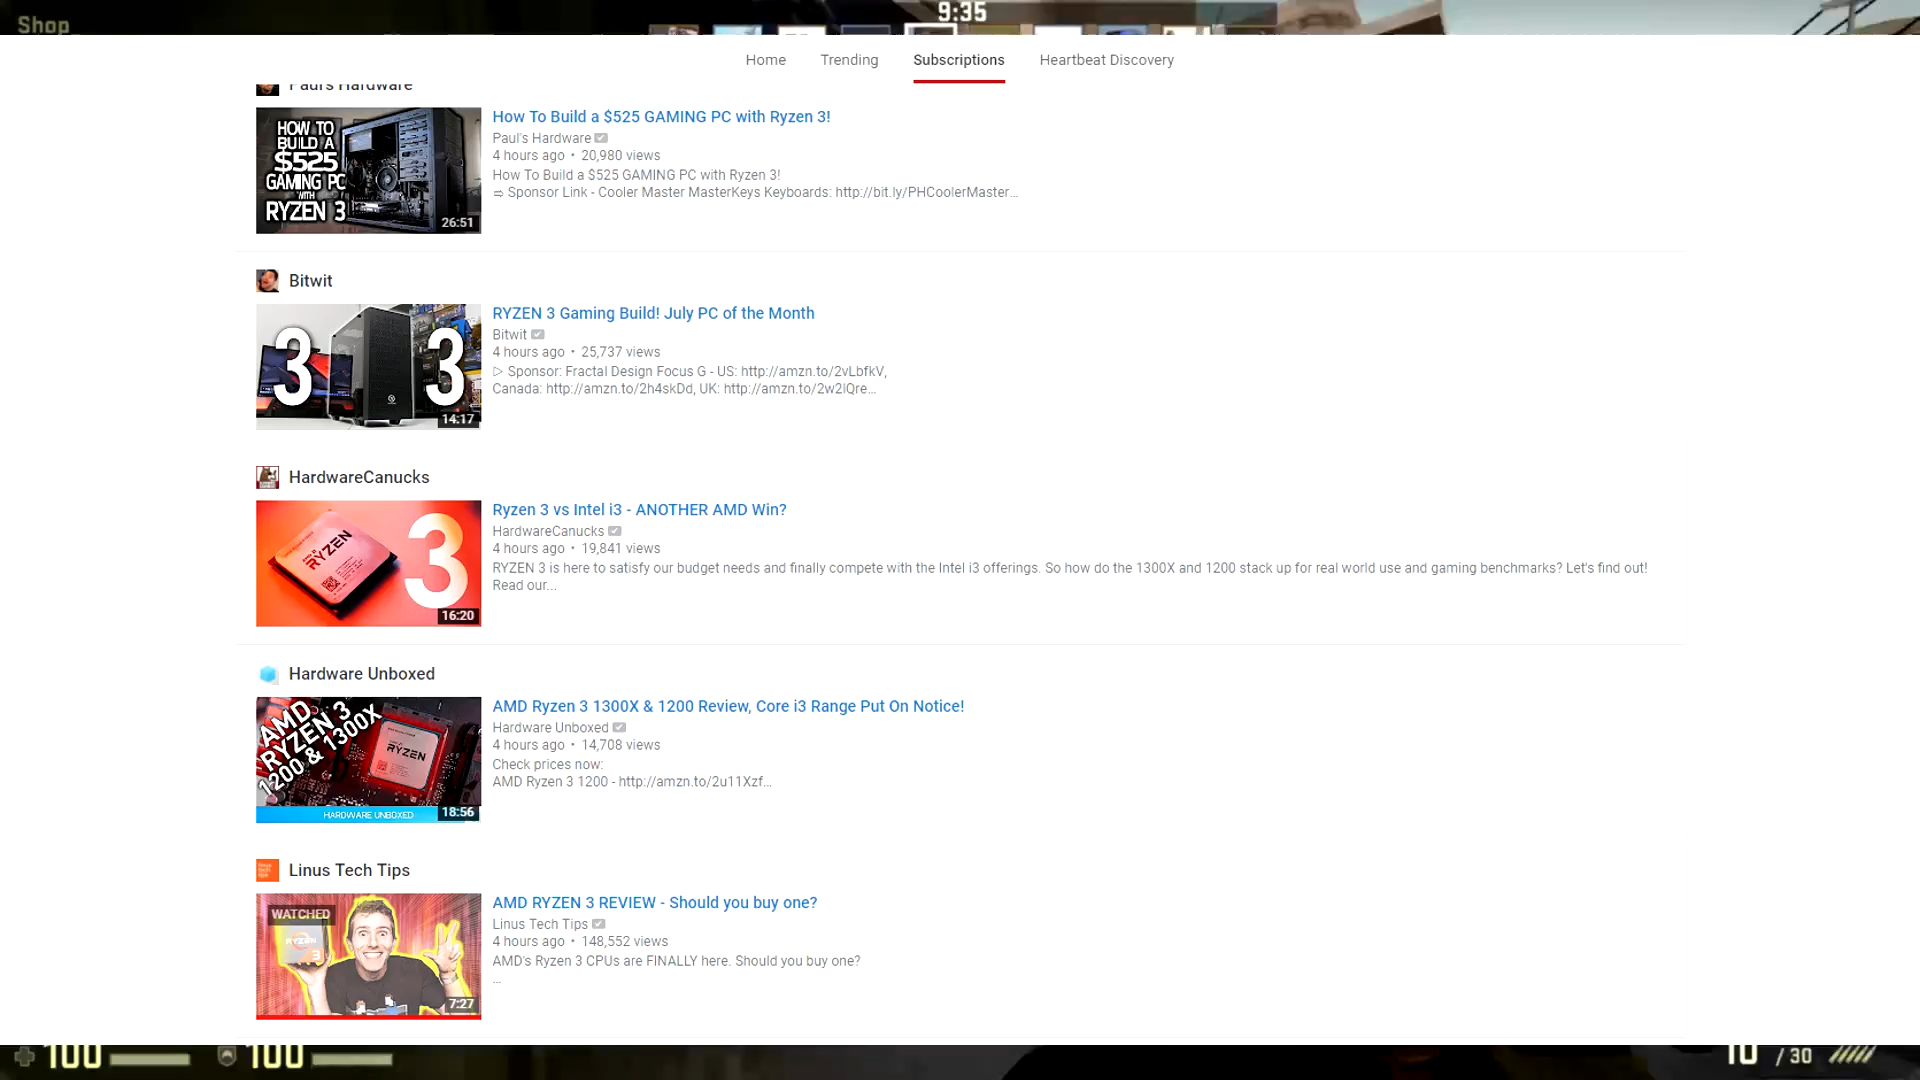 Shop
9:35
Home Trending Subscriptions Heartbeat Discovery
Paul's Hardware
HOW TO
BUILD A
$525
GAMING PC
WITH
RYZEN 3
26:51
How To Build a $525 GAMING PC with Ryzen 3!
Paul's Hardware
4 hours ago • 20,980 views
How To Build a $525 GAMING PC with Ryzen 3!
⇨ Sponsor Link - Cooler Master MasterKeys Keyboards: http://bit.ly/PHCoolerMaster...
Bitwit
3 3
14:17
RYZEN 3 Gaming Build! July PC of the Month
Bitwit
4 hours ago • 25,737 views
▷ Sponsor: Fractal Design Focus G - US: http://amzn.to/2vLbfkV,
Canada: http://amzn.to/2h4skDd, UK: http://amzn.to/2w2lQre...
HardwareCanucks
RYZEN
3
16:20
Ryzen 3 vs Intel i3 - ANOTHER AMD Win?
HardwareCanucks
4 hours ago • 19,841 views
RYZEN 3 is here to satisfy our budget needs and finally compete with the Intel i3 offerings. So how do the 1300X and 1200 stack up for real world use and gaming benchmarks? Let's find out!
Read our...
Hardware Unboxed
AMD
RYZEN 3
1200 & 1300X
RYZEN
HARDWARE UNBOXED
18:56
AMD Ryzen 3 1300X & 1200 Review, Core i3 Range Put On Notice!
Hardware Unboxed
4 hours ago • 14,708 views
Check prices now:
AMD Ryzen 3 1200 - http://amzn.to/2u11Xzf...
Linus Tech Tips
WATCHED
RYZEN
3
7:27
AMD RYZEN 3 REVIEW - Should you buy one?
Linus Tech Tips
4 hours ago • 148,552 views
AMD's Ryzen 3 CPUs are FINALLY here. Should you buy one?
...
100 100 10 / 30